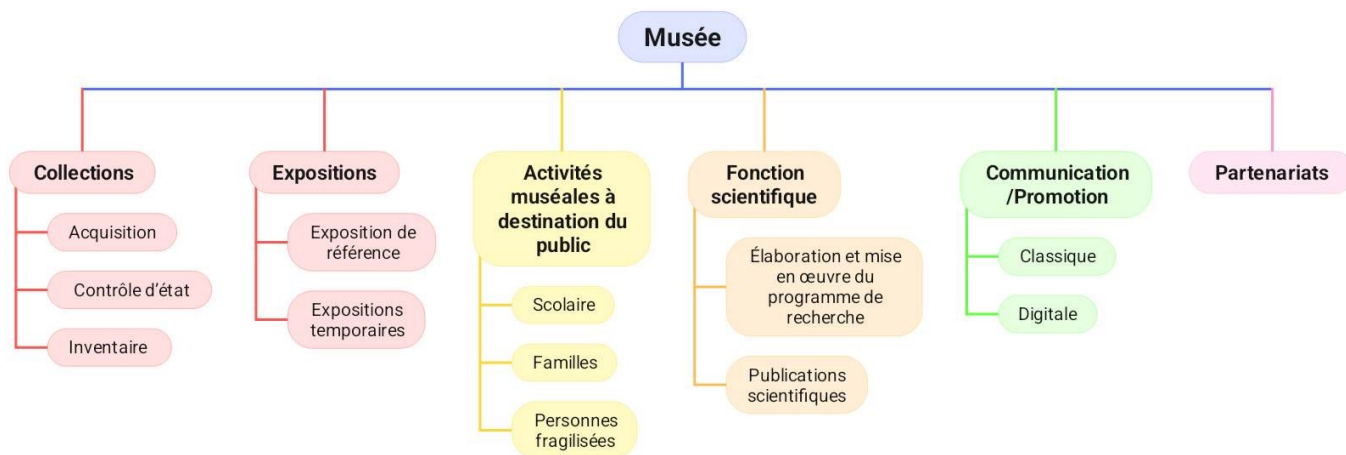 Musée
Collections
Acquisition
Contrôle d'état
Inventaire
Expositions
Exposition de
référence
Expositions
temporaires
Activités
muséales à
destination du
public
Scolaire
Familles
Personnes
fragilisées
Fonction
scientifique
Élaboration et mise
en œuvre du
programme de
recherche
Publications
scientifiques
Communication
/Promotion
Classique
Digitale
Partenariats